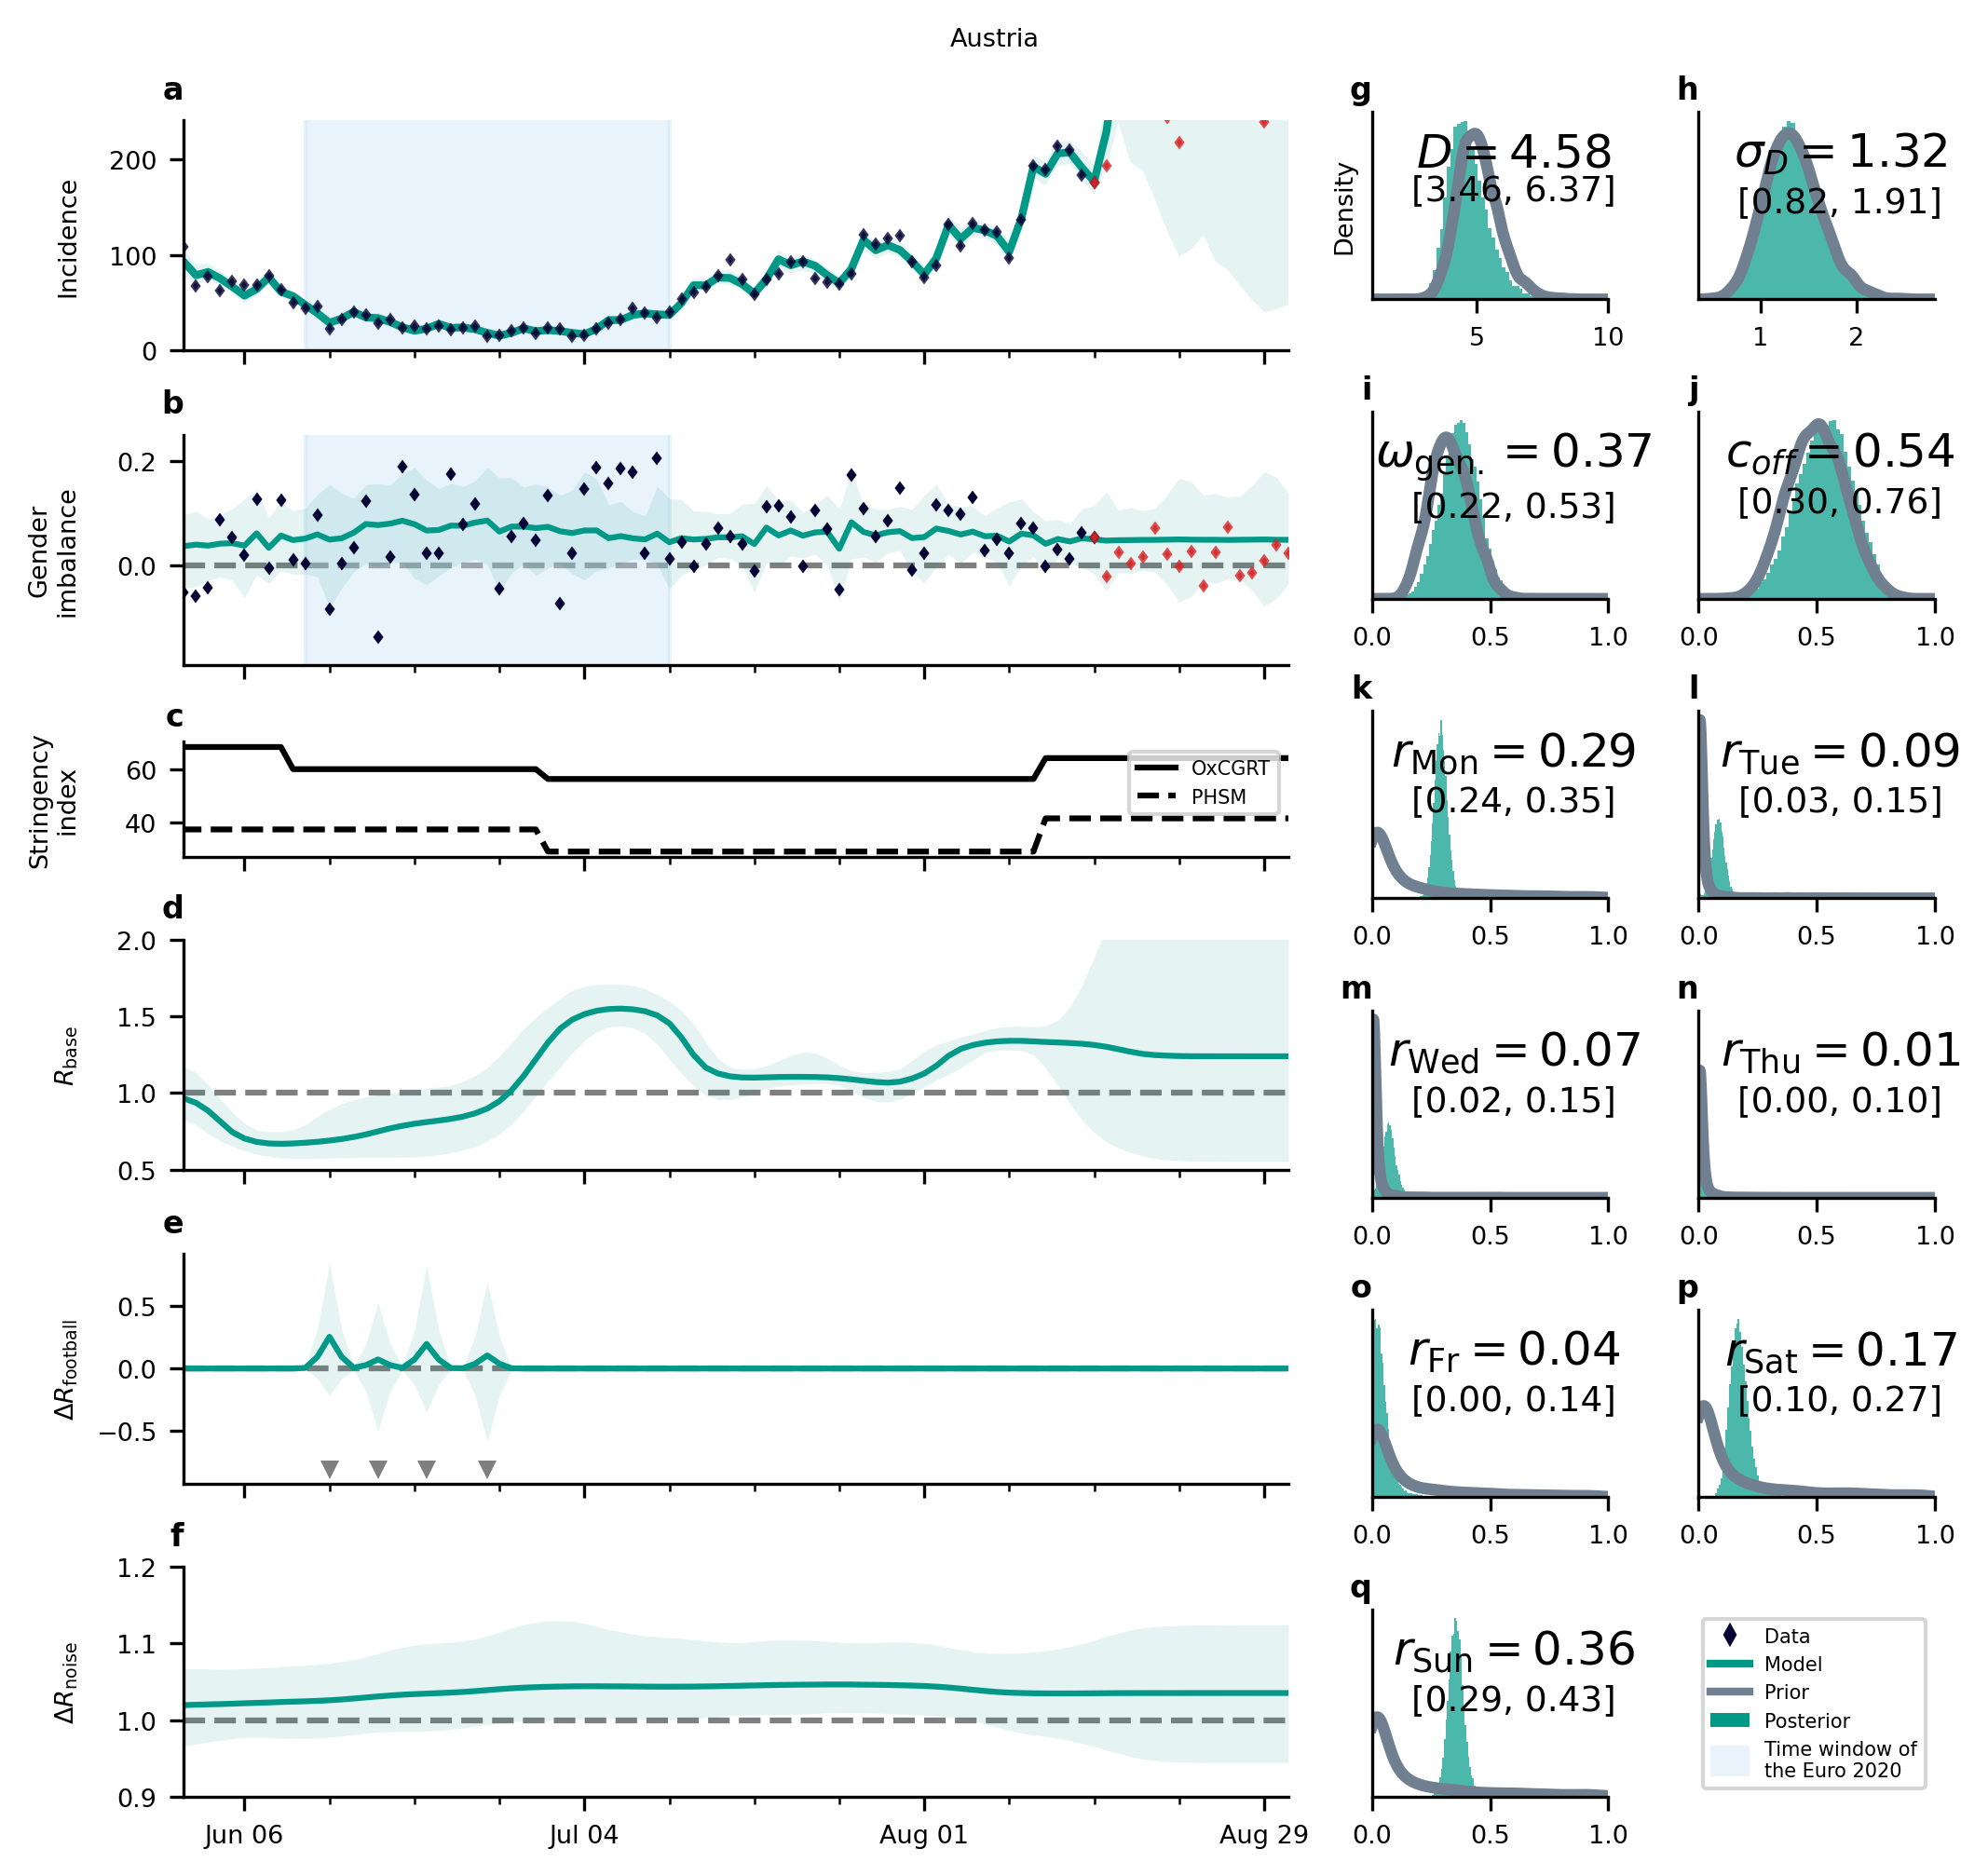 Austria
a
Incidence
200
100
0
b
Gender
imbalance
0.2
0.0
c
Stringency
index
60
40
OxCGRT
PHSM
d
R_base
2.0
1.5
1.0
0.5
e
ΔR_football
0.5
0.0
−0.5
f
ΔR_noise
1.2
1.1
1.0
0.9
Jun 06 Jul 04 Aug 01 Aug 29
g
Density
D = 4.58
[3.46, 6.37]
5 10
h
σ_D = 1.32
[0.82, 1.91]
1 2
i
ω_gen. = 0.37
[0.22, 0.53]
0.0 0.5 1.0
j
c_off = 0.54
[0.30, 0.76]
0.0 0.5 1.0
k
r_Mon = 0.29
[0.24, 0.35]
0.0 0.5 1.0
l
r_Tue = 0.09
[0.03, 0.15]
0.0 0.5 1.0
m
r_Wed = 0.07
[0.02, 0.15]
0.0 0.5 1.0
n
r_Thu = 0.01
[0.00, 0.10]
0.0 0.5 1.0
o
r_Fr = 0.04
[0.00, 0.14]
0.0 0.5 1.0
p
r_Sat = 0.17
[0.10, 0.27]
0.0 0.5 1.0
q
r_Sun = 0.36
[0.29, 0.43]
0.0 0.5 1.0
Data
Model
Prior
Posterior
Time window of
the Euro 2020